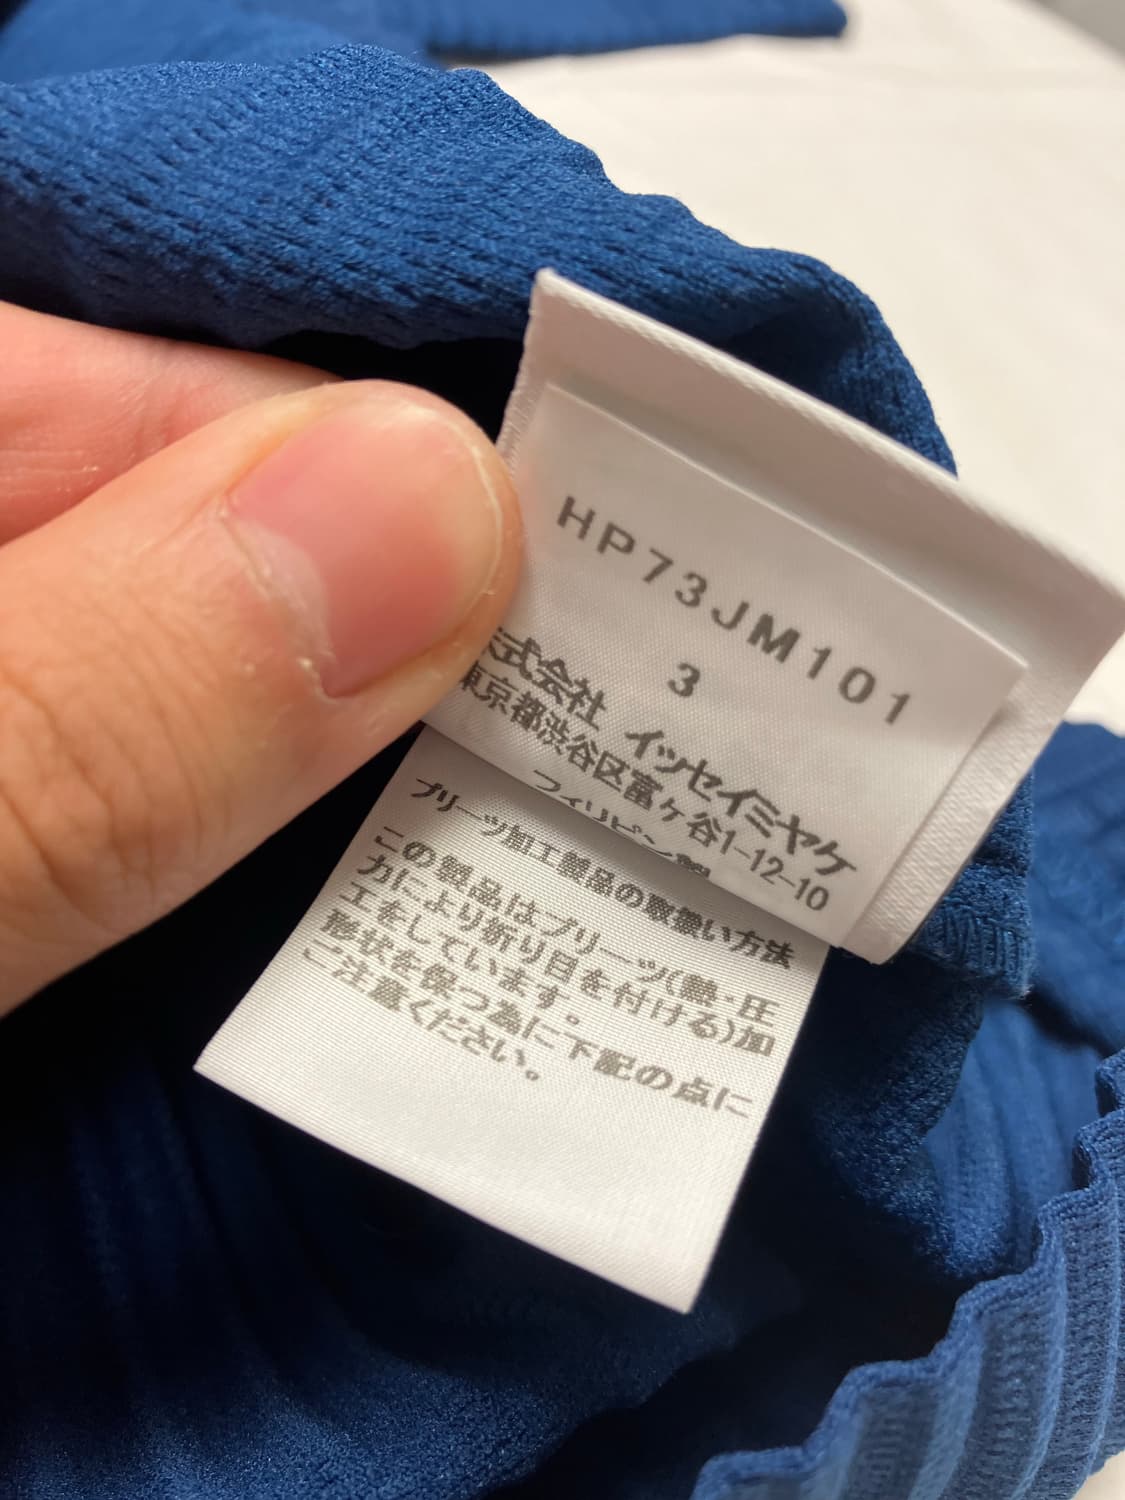 HP73JM101
3
式会社 イッセイミヤケ
東京都渋谷区富ヶ谷1-12-10
フィリピン製
プリーツ加工製品の取扱い方法
この製品はプリーツ(熱・圧
力により折り目を付ける)加
工をしています。
形状を保つ為に下記の点に
ご注意ください。